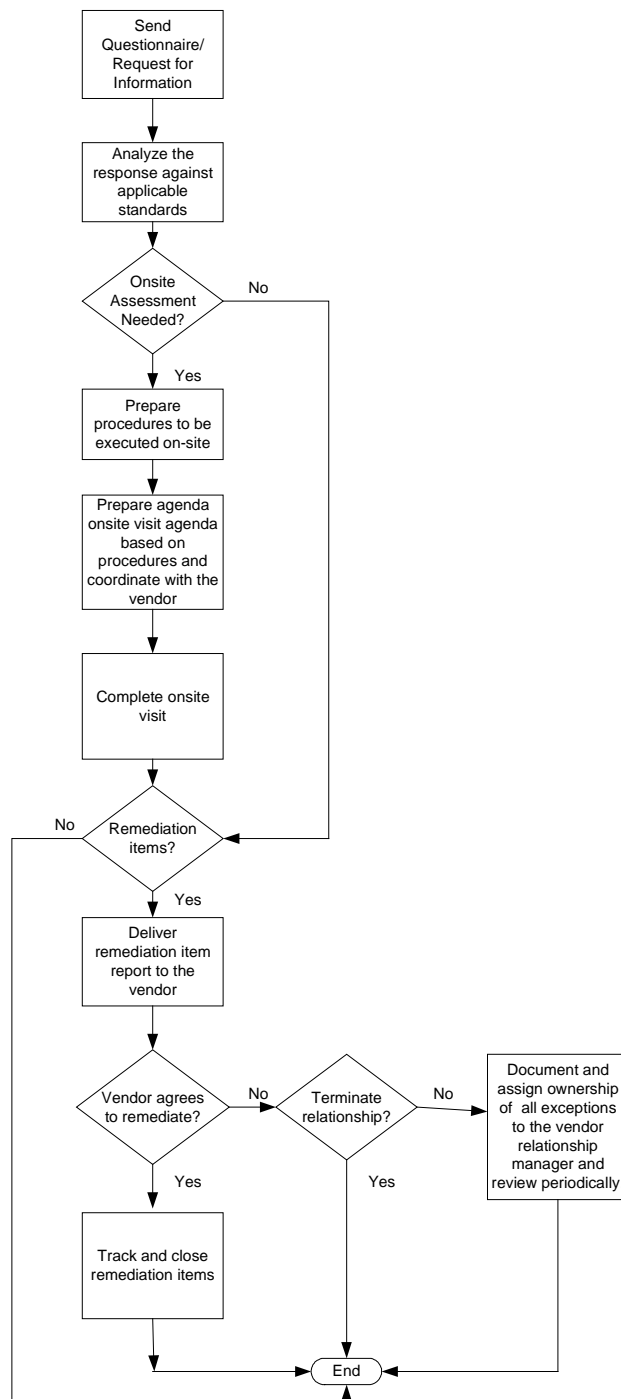 Send
Questionnaire/
Request for
Information
Analyze the
response against
applicable
standards
Onsite
Assessment
Needed?
No
Yes
Prepare
procedures to be
executed on-site
Prepare agenda
onsite visit agenda
based on
procedures and
coordinate with the
vendor
Complete onsite
visit
No
Remediation
items?
Yes
Deliver
remediation item
report to the
vendor
Vendor agrees
to remediate?
No
Terminate
relationship?
No
Document and
assign ownership
of all exceptions
to the vendor
relationship
manager and
review periodically
Yes
Yes
Track and close
remediation items
End